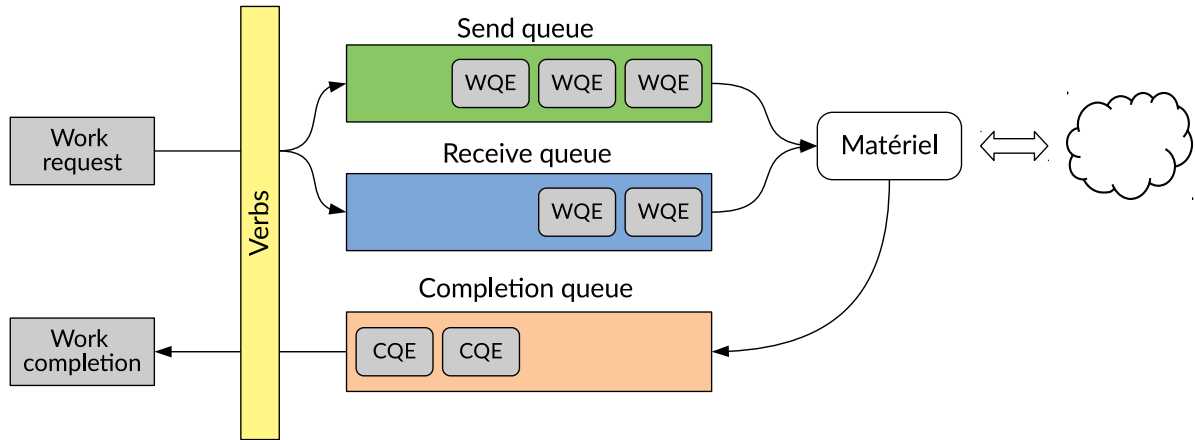 Send queue
WQE WQE WQE
Work
request
Matériel
Receive queue
WQE WQE
Verbs
Completion queue
Work
completion
CQE CQE